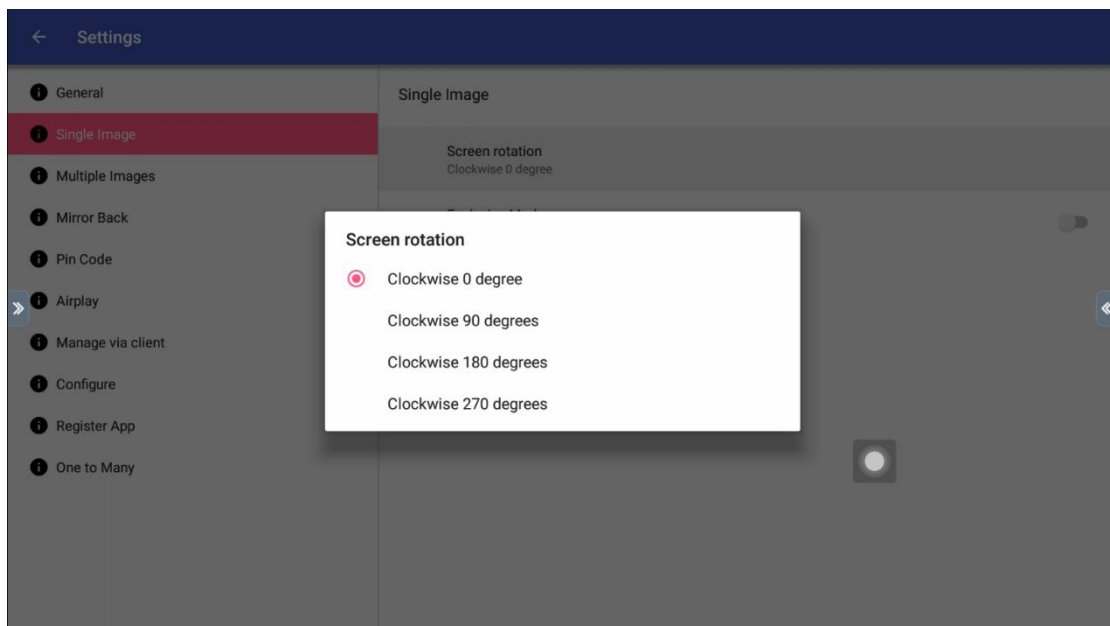 Settings
General
Single Image
Multiple Images
Mirror Back
Pin Code
Airplay
Manage via client
Configure
Register App
One to Many
Single Image
Screen rotation
Clockwise 0 degree
Screen rotation
Clockwise 0 degree
Clockwise 90 degrees
Clockwise 180 degrees
Clockwise 270 degrees